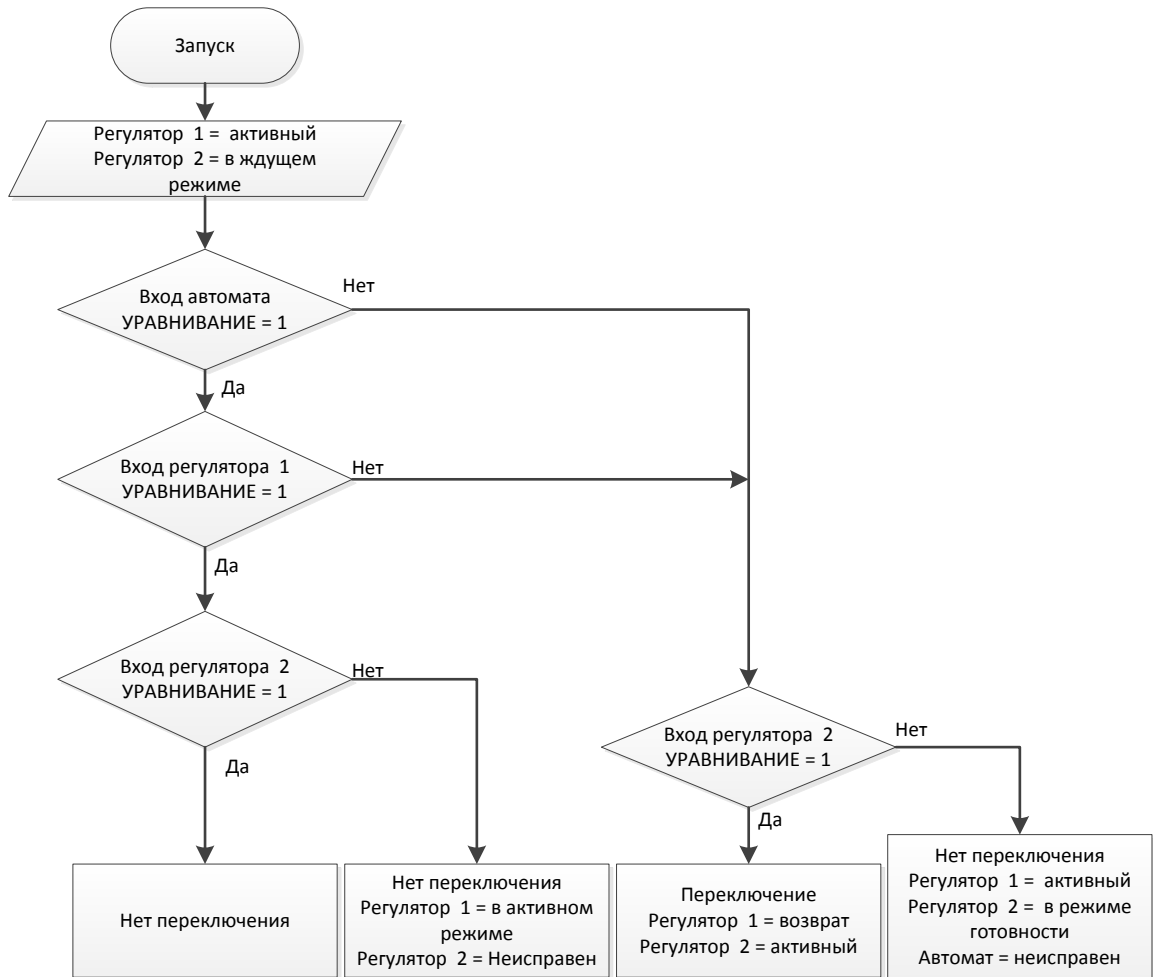 Запуск
Регулятор 1 = активный
Регулятор 2 = в ждущем
режиме
Вход автомата
УРАВНИВАНИЕ = 1
Нет
Да
Вход регулятора 1
УРАВНИВАНИЕ = 1
Нет
Да
Вход регулятора 2
УРАВНИВАНИЕ = 1
Нет
Да
Вход регулятора 2
УРАВНИВАНИЕ = 1
Нет
Да
Нет переключения
Нет переключения
Регулятор 1 = в активном
режиме
Регулятор 2 = Неисправен
Переключение
Регулятор 1 = возврат
Регулятор 2 = активный
Нет переключения
Регулятор 1 = активный
Регулятор 2 = в режиме
готовности
Автомат = неисправен